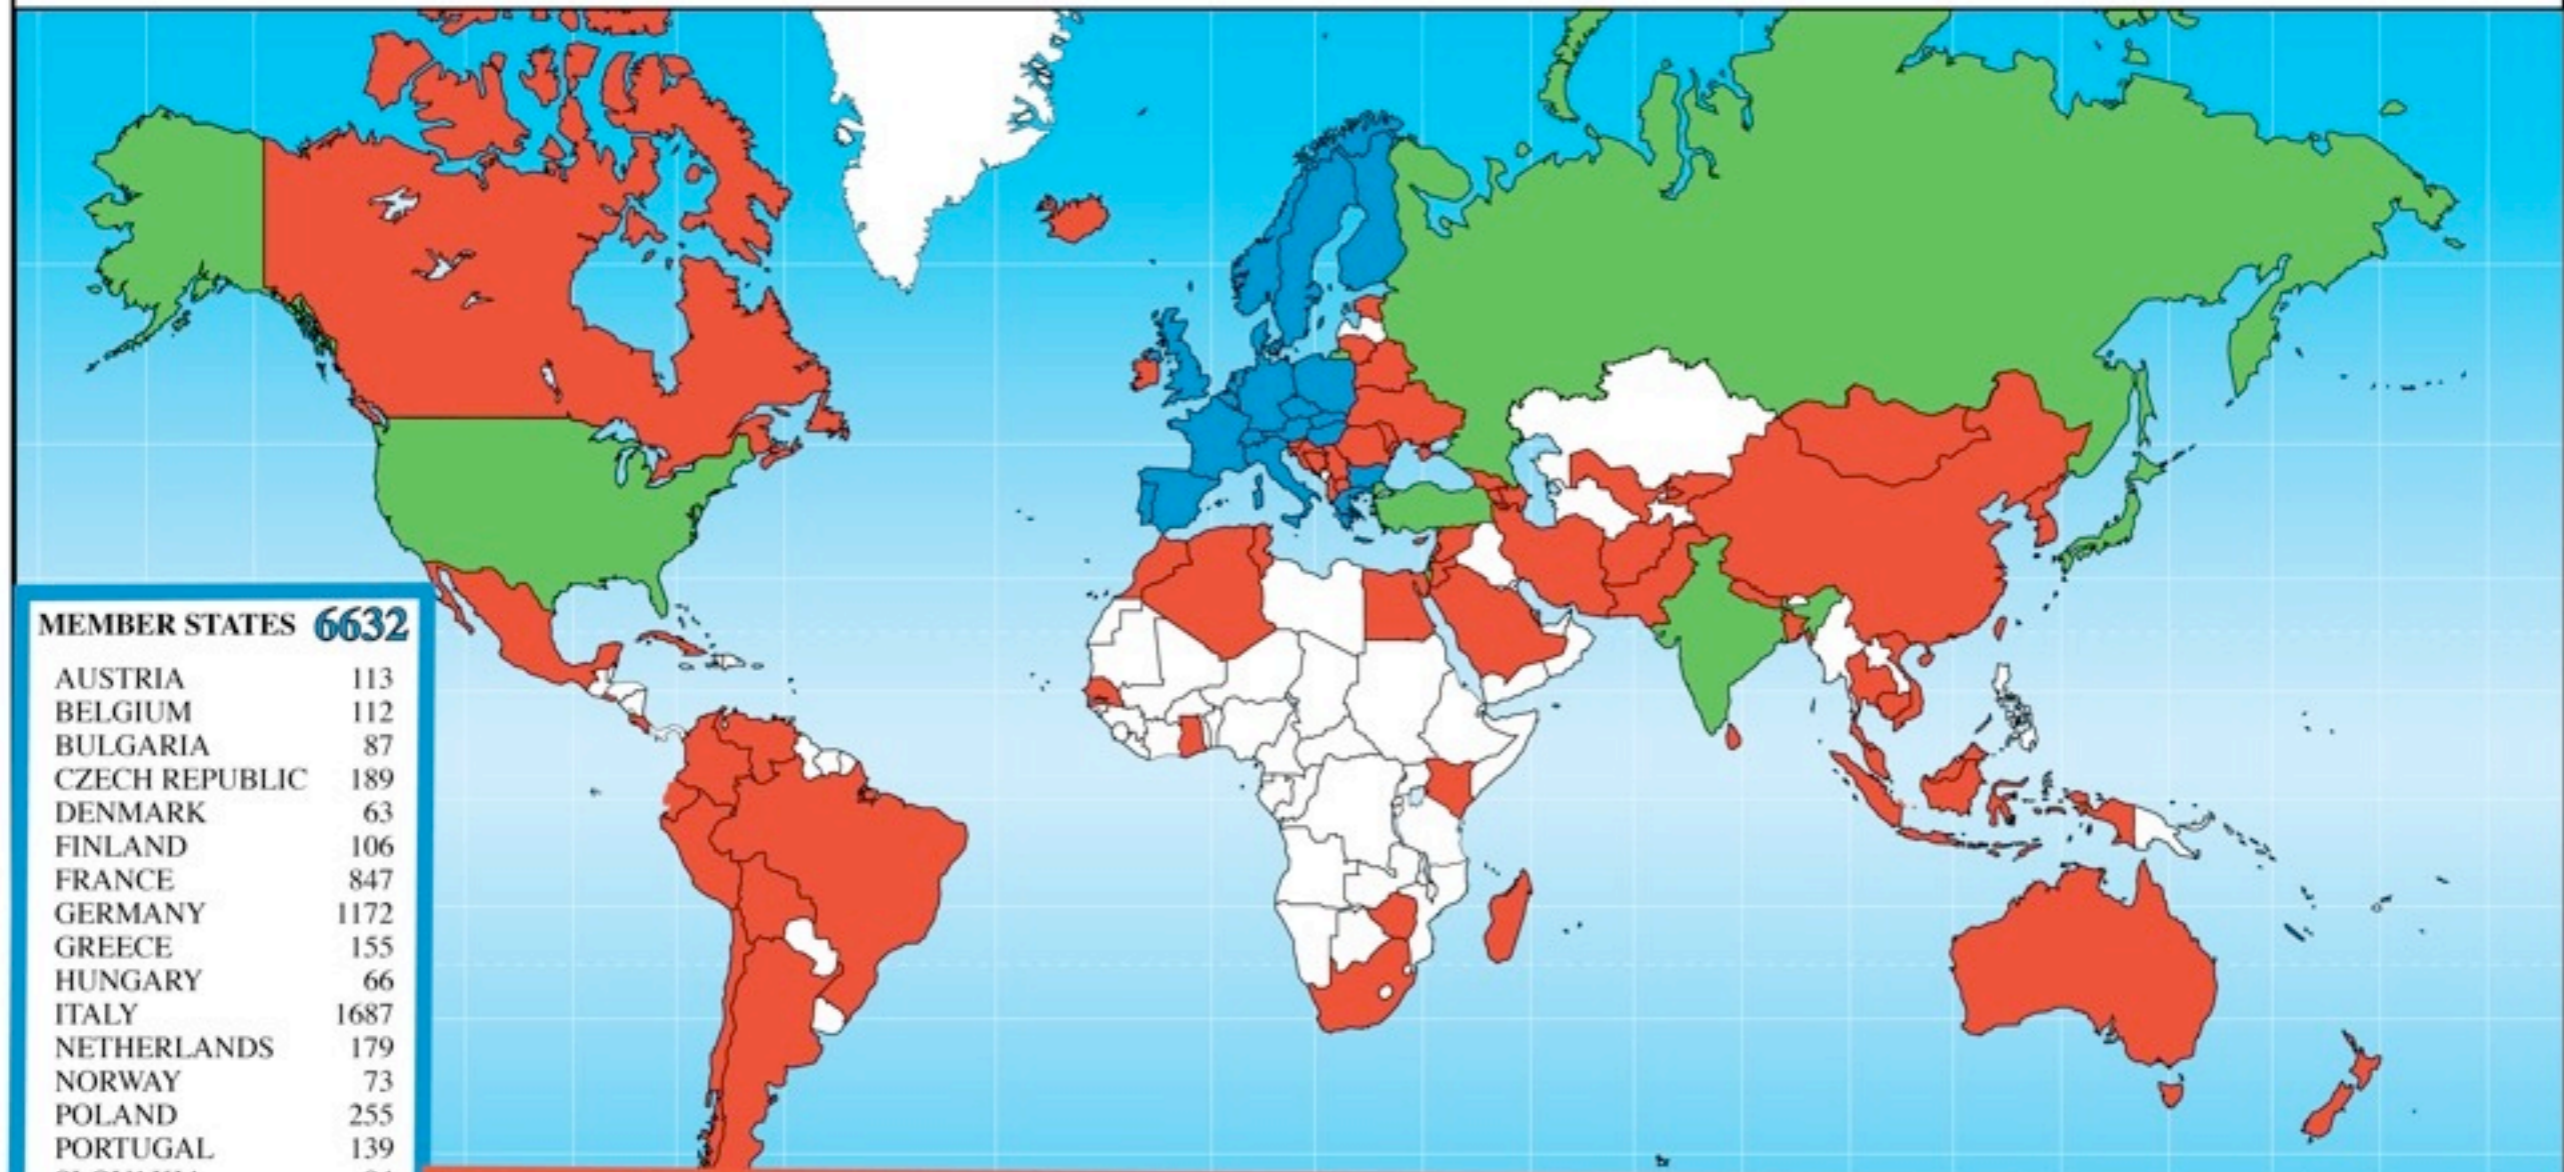 MEMBER STATES 6632
AUSTRIA 113
BELGIUM 112
BULGARIA 87
CZECH REPUBLIC 189
DENMARK 63
FINLAND 106
FRANCE 847
GERMANY 1172
GREECE 155
HUNGARY 66
ITALY 1687
NETHERLANDS 179
NORWAY 73
POLAND 255
PORTUGAL 139